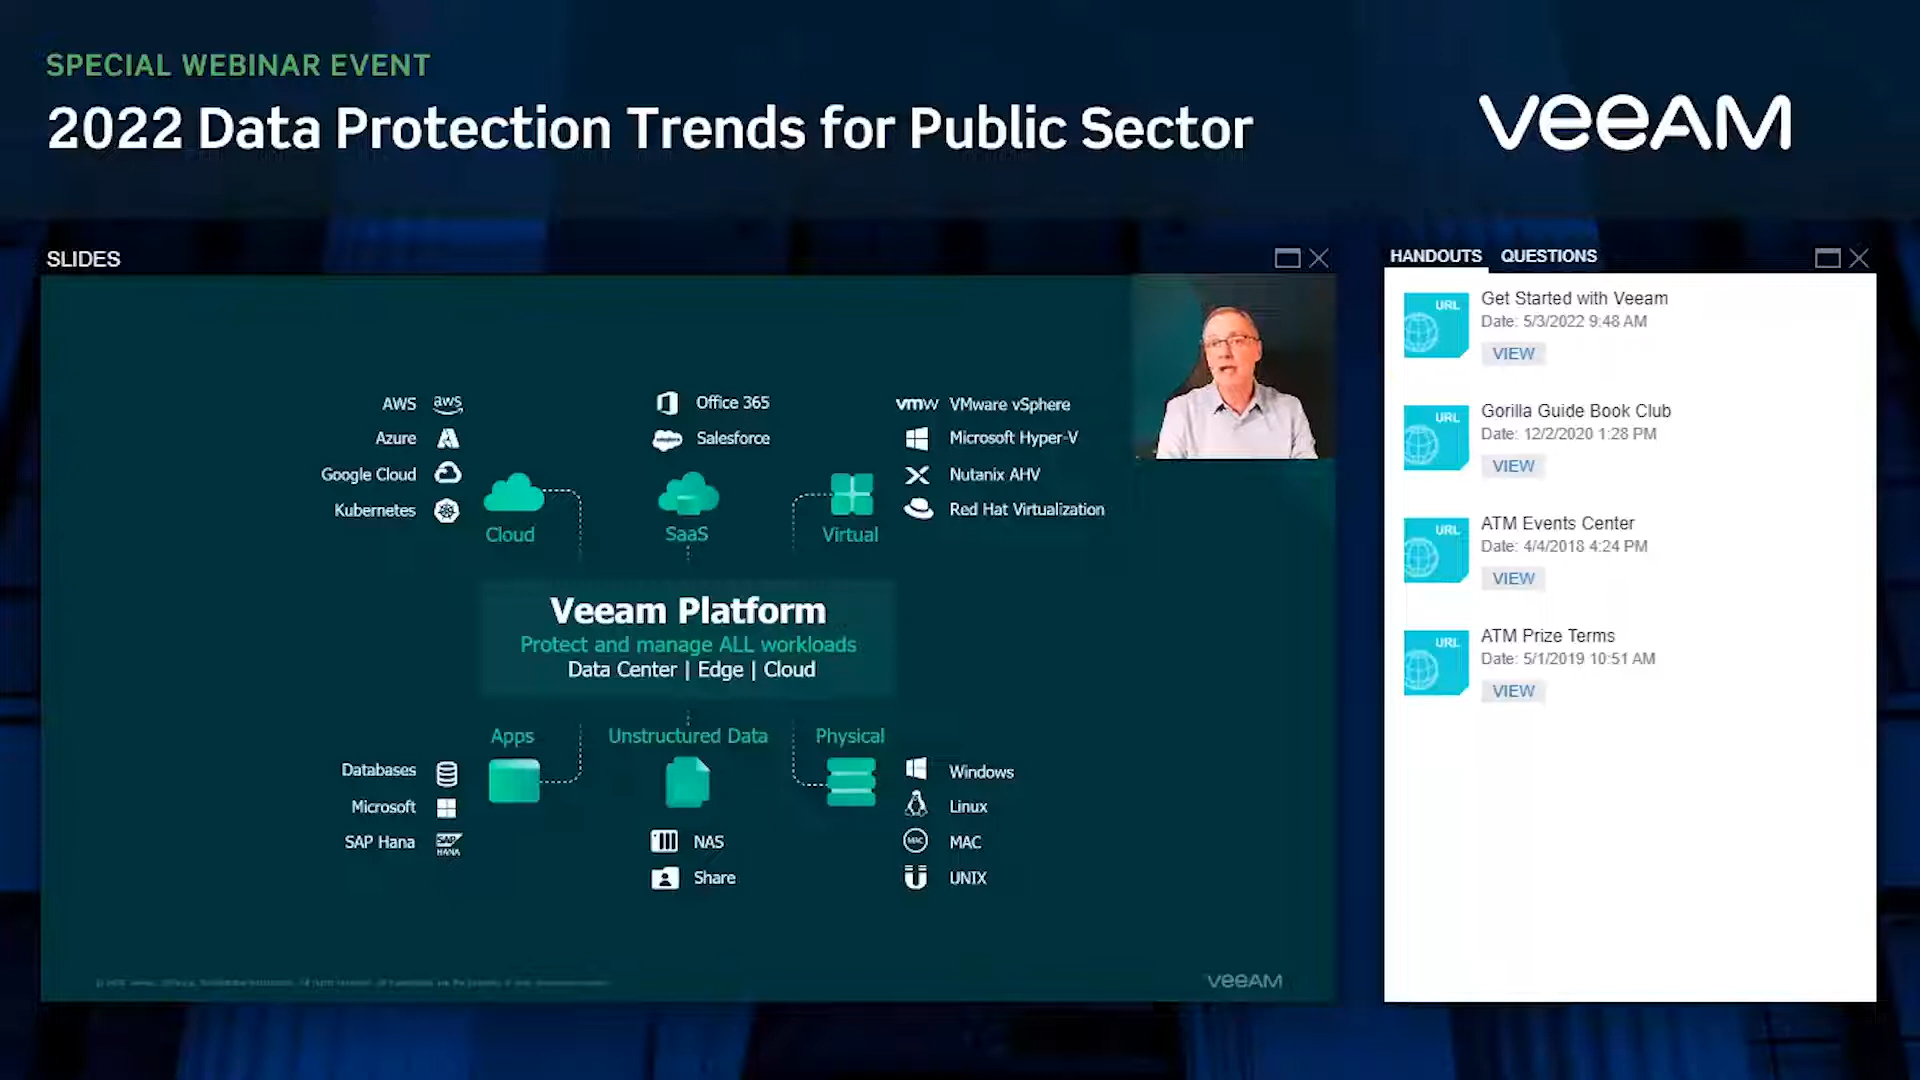 SPECIAL WEBINAR EVENT
2022 Data Protection Trends for Public Sector
veeAM
SLIDES
AWS aws
Azure
Google Cloud
Kubernetes
Cloud
Office 365
Salesforce
SaaS
vmw VMware vSphere
Microsoft Hyper-V
Nutanix AHV
Red Hat Virtualization
Virtual
Veeam Platform
Protect and manage ALL workloads
Data Center | Edge | Cloud
Apps
Databases
Microsoft
SAP Hana SAP HANA
Unstructured Data
NAS
Share
Physical
Windows
Linux
MAC MAC
UNIX
veeAM
HANDOUTS QUESTIONS
URL
Get Started with Veeam
Date: 5/3/2022 9:48 AM
VIEW
URL
Gorilla Guide Book Club
Date: 12/2/2020 1:28 PM
VIEW
URL
ATM Events Center
Date: 4/4/2018 4:24 PM
VIEW
URL
ATM Prize Terms
Date: 5/1/2019 10:51 AM
VIEW